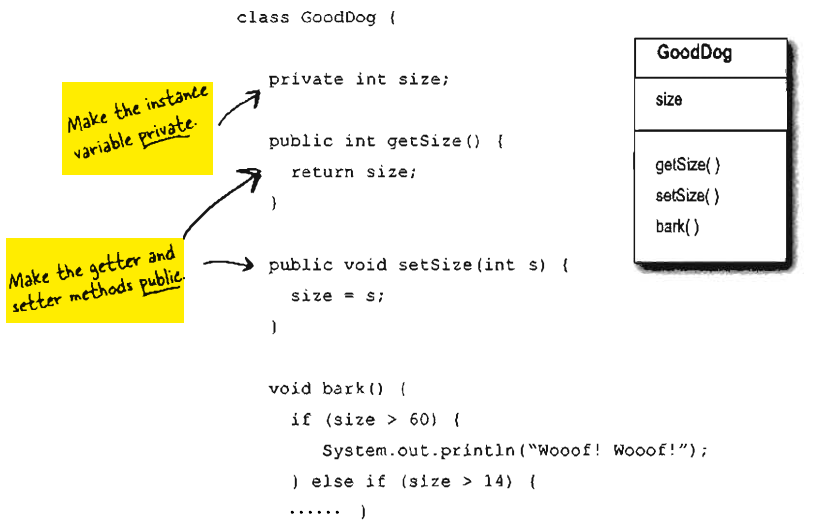 class GoodDog {
private int size;
Make the instance
variable private.
public int getSize() {
return size;
}
Make the getter and
setter methods public.
public void setSize(int s) {
size = s;
}
void bark() {
if (size > 60) {
System.out.println("Wooof! Wooof!");
} else if (size > 14) {
...... }
GoodDog
size
getSize()
setSize()
bark()